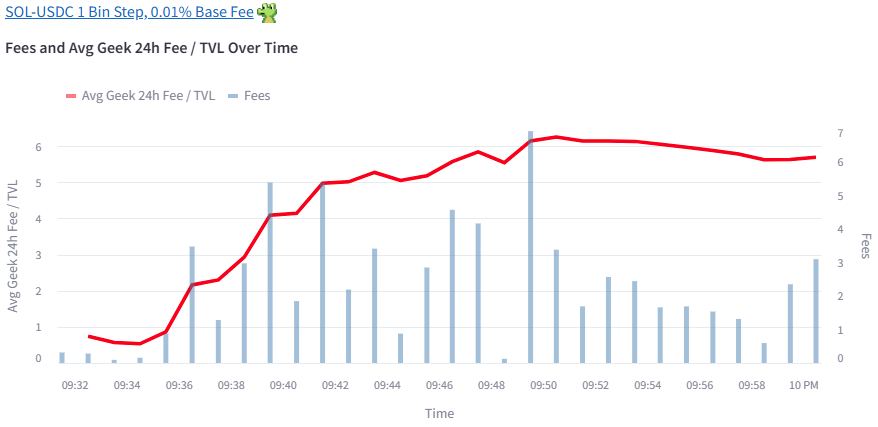 SOL-USDC 1 Bin Step, 0.01% Base Fee
Fees and Avg Geek 24h Fee / TVL Over Time
Avg Geek 24h Fee / TVL Fees
Avg Geek 24h Fee / TVL
6
5
4
3
2
1
0
7
6
5
4
3
2
1
0
Fees
09:32 09:34 09:36 09:38 09:40 09:42 09:44 09:46 09:48 09:50 09:52 09:54 09:56 09:58 10 PM
Time